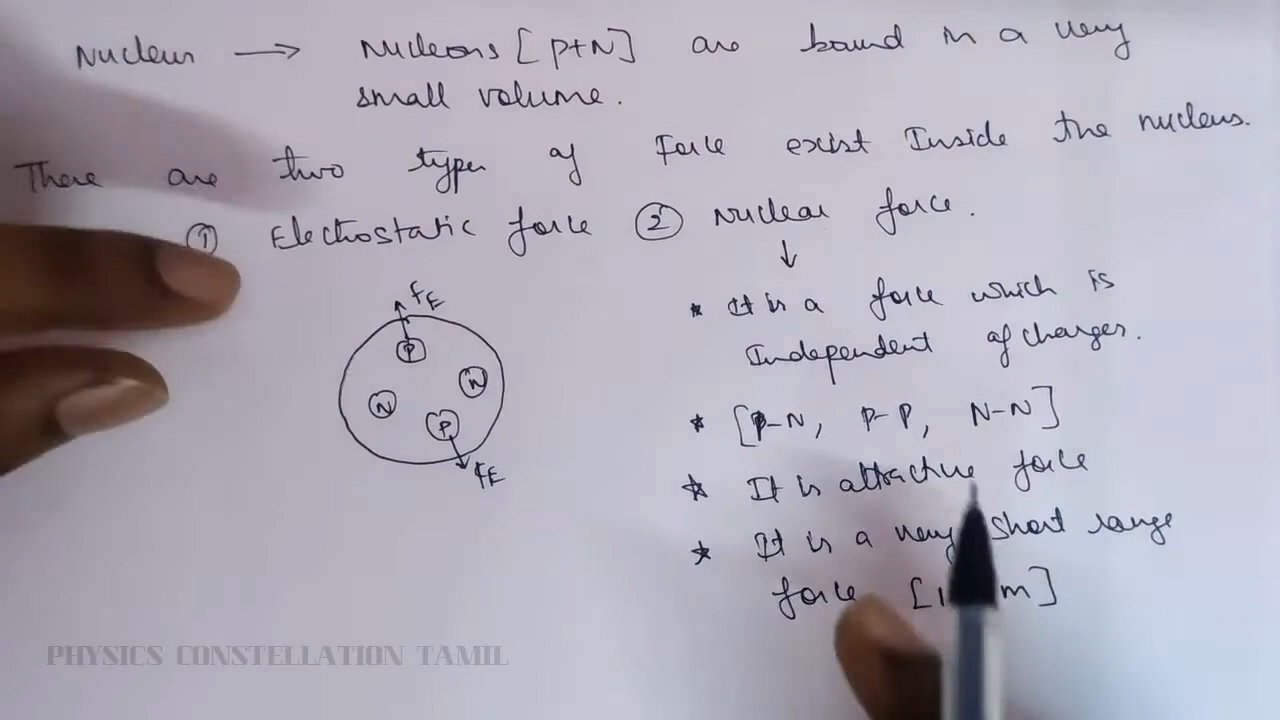 Nucleus → Nucleons [P+N] are bound in a very
small volume.
There are two type of Force exist Inside the nucleus.
① Electrostatic force ② Nuclear force.
↓
FE
P
N
N
P
FE
* It is a force which is
Independent of charges.
* [P-N, P-P, N-N]
* It is attractive force
* It is a very short range
force [1 m]
PHYSICS CONSTELLATION TAMIL